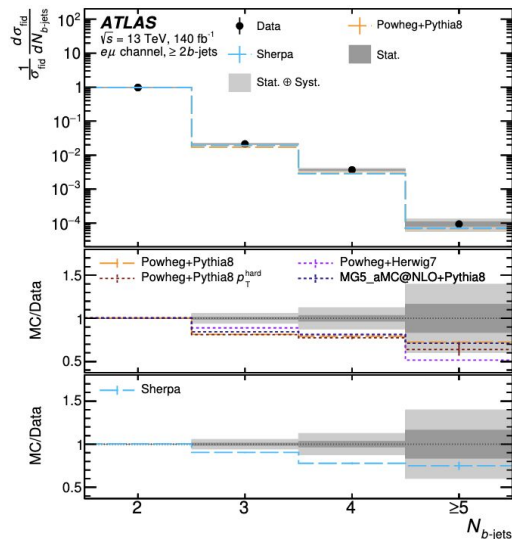 ATLAS
√s = 13 TeV, 140 fb⁻¹
eμ channel, ≥ 2b-jets
Data
Powheg+Pythia8
Sherpa
Stat.
Stat. ⊕ Syst.
1/σ_fid dσ_fid/dN_b-jets
10²
10
1
10⁻¹
10⁻²
10⁻³
10⁻⁴
MC/Data
1.5
1
0.5
Powheg+Pythia8
Powheg+Herwig7
Powheg+Pythia8 p_T^hard
MG5_aMC@NLO+Pythia8
MC/Data
1.5
1
0.5
Sherpa
2 3 4 ≥5
N_b-jets